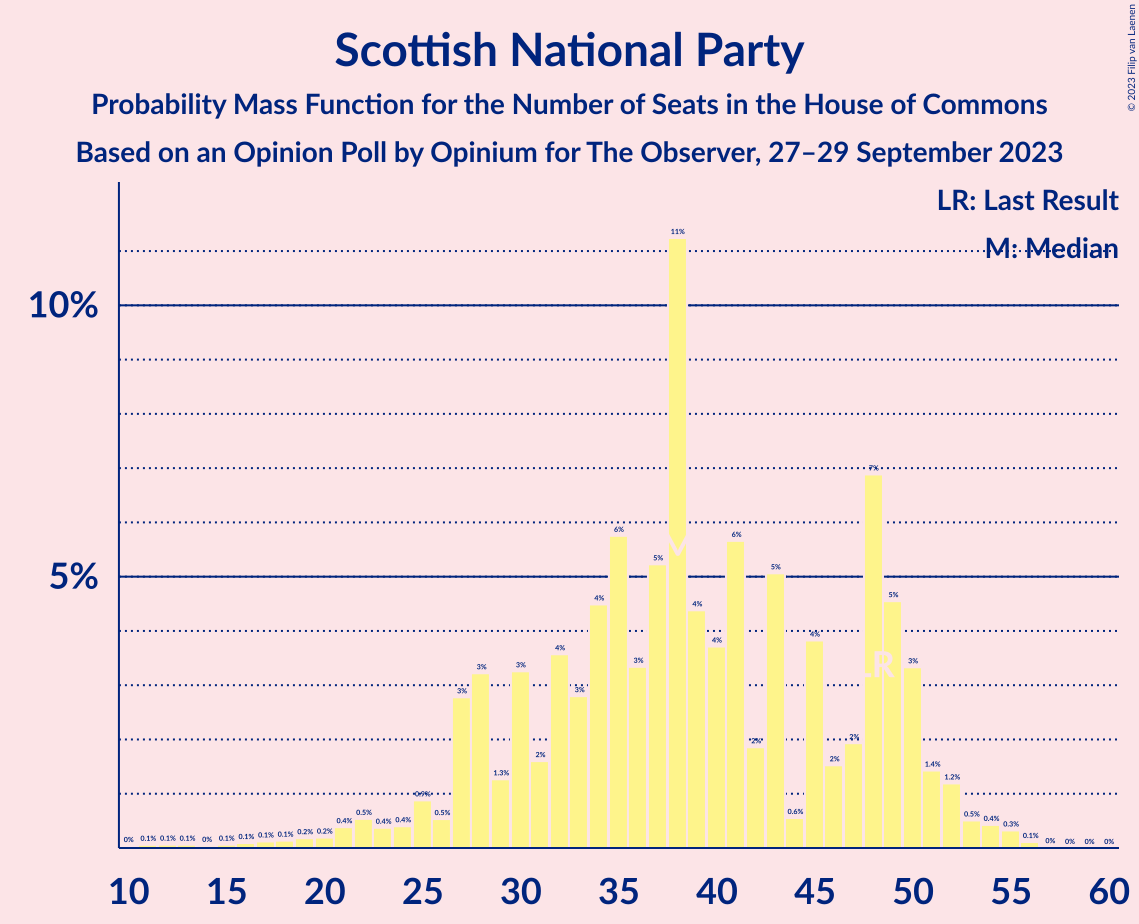 Scottish National Party
Probability Mass Function for the Number of Seats in the House of Commons
Based on an Opinion Poll by Opinium for The Observer, 27–29 September 2023
© 2023 Filip van Laenen
LR: Last Result
M: Median
10%
5%
0% 0.1% 0.1% 0.1% 0% 0.1% 0.1% 0.1% 0.1% 0.2% 0.2% 0.4% 0.5% 0.4% 0.4% 0.9% 0.5% 3% 3% 1.3% 3% 2% 4% 3% 4% 6% 3% 5% 11% 4% 4% 6% 2% 5% 0.6% 4% 2% 2% 7% 5% 3% 1.4% 1.2% 0.5% 0.4% 0.3% 0.1% 0% 0% 0% 0%
M
LR
10 15 20 25 30 35 40 45 50 55 60